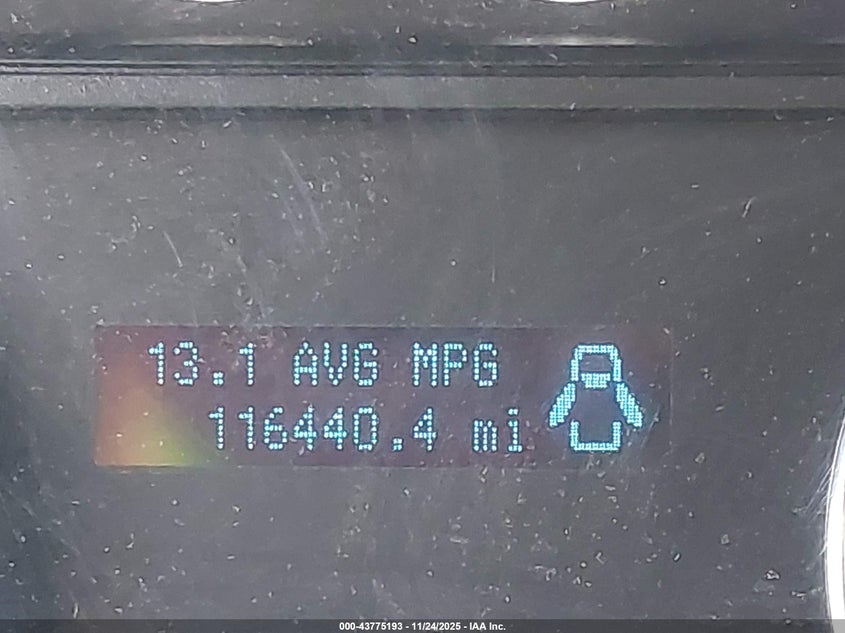 13.1 AVG MPG
116440.4 mi
000-43775193 - 11/24/2025 - IAA Inc.